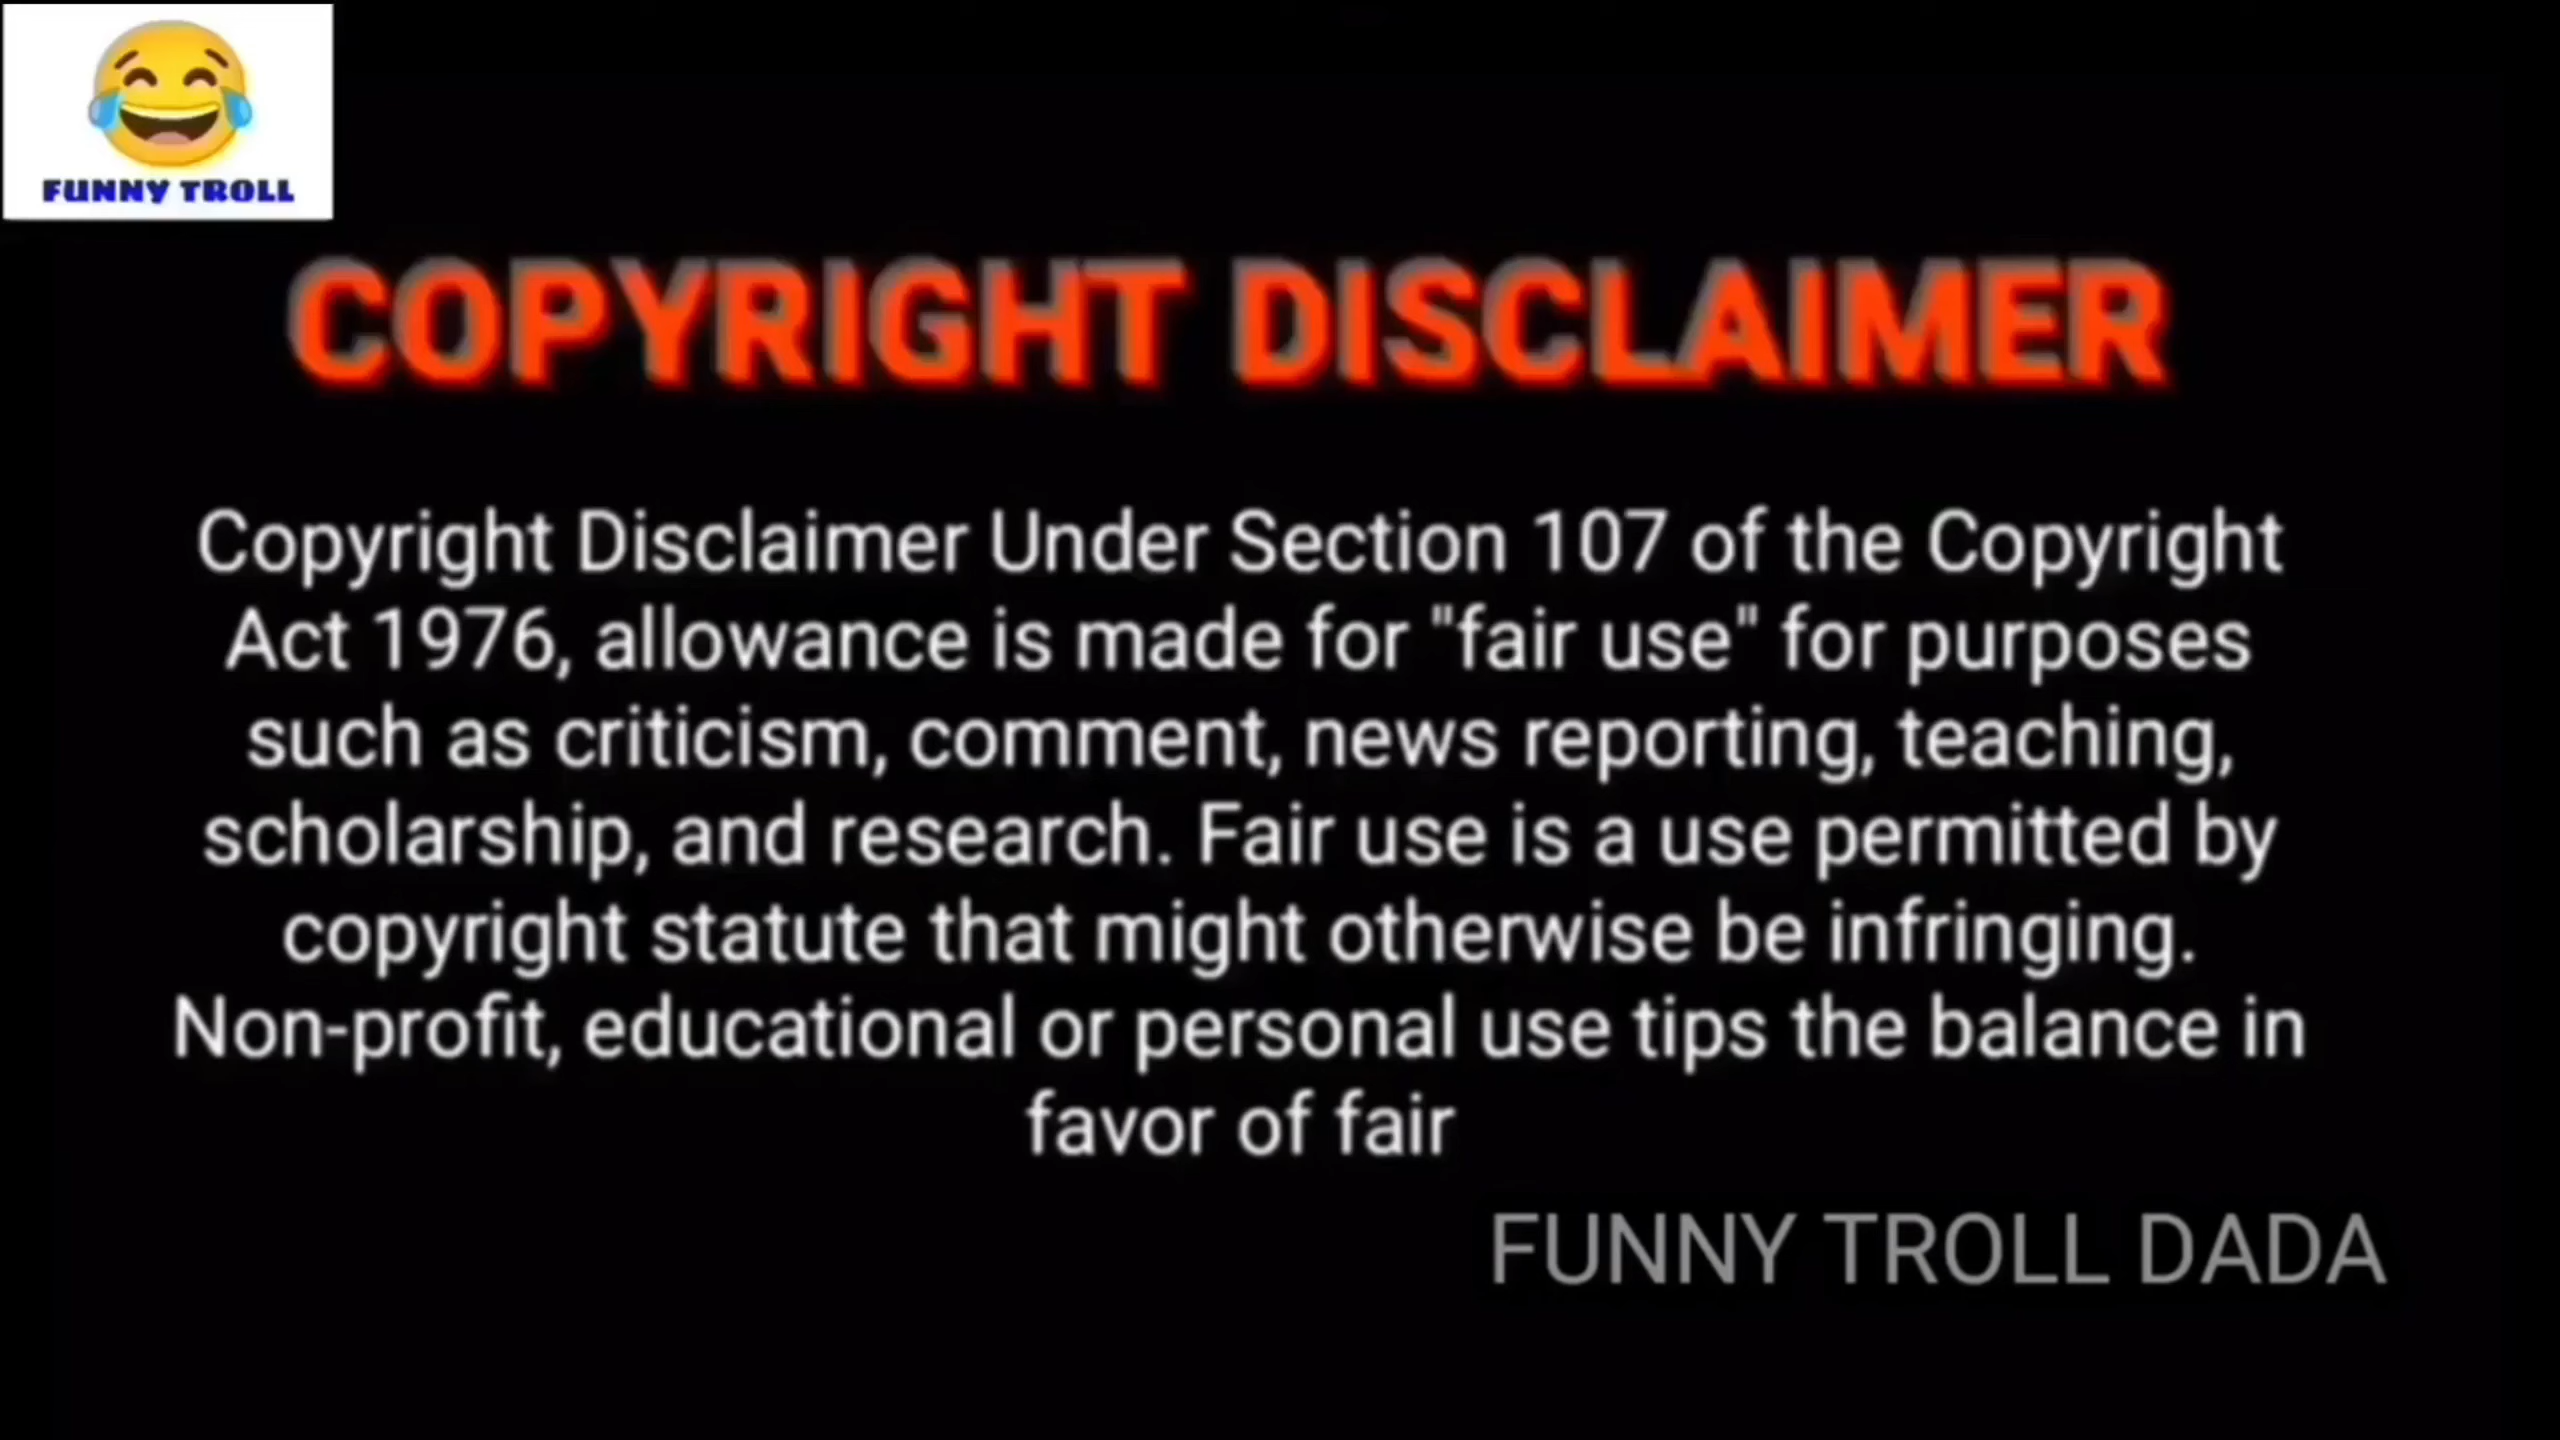 FUNNY TROLL
COPYRIGHT DISCLAIMER
Copyright Disclaimer Under Section 107 of the Copyright
Act 1976, allowance is made for "fair use" for purposes
such as criticism, comment, news reporting, teaching,
scholarship, and research. Fair use is a use permitted by
copyright statute that might otherwise be infringing.
Non-profit, educational or personal use tips the balance in
favor of fair
FUNNY TROLL DADA